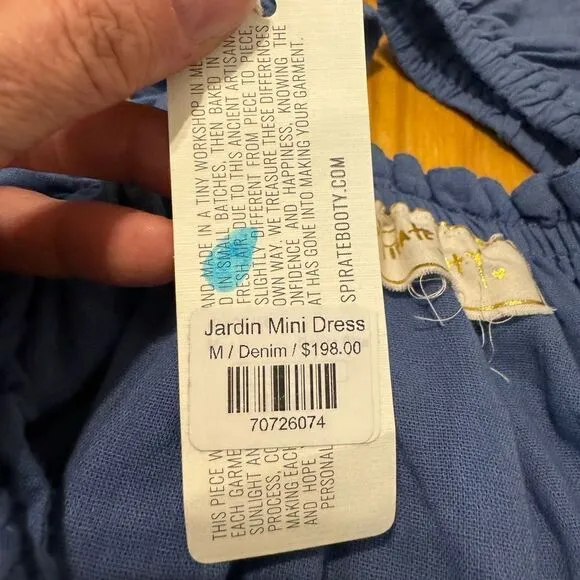 Jardin Mini Dress
M / Denim / $198.00
70726074
THIS PIECE W
AND MADE IN A TINY WORKSHOP IN ME
EACH GARME
D IN SMALL BATCHES, THEN BAKED IN
SUNLIGHT AN
FRESH AIR. DUE TO THIS ANCIENT ARTISANA
PROCESS, CO
SLIGHTLY DIFFERENT FROM PIECE TO PIECE,
OWN WAY. WE TREASURE THESE DIFFERENCES
MAKING EACH
ONFIDENCE AND HAPPINESS, KNOWING THE
AND HOPE
AT HAS GONE INTO MAKING YOUR GARMENT.
PERSONAL
SPIRATEBOOTY.COM